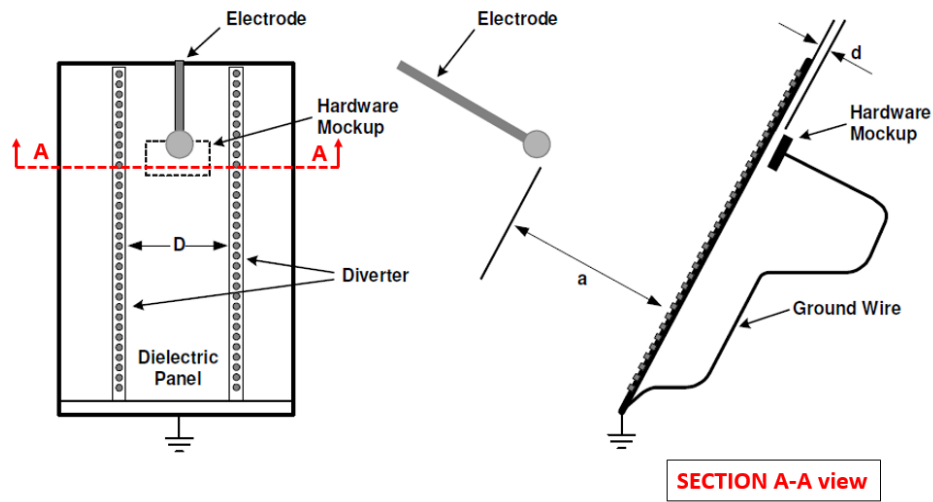 Electrode
Hardware
Mockup
A
A
D
Diverter
Dielectric
Panel
Electrode
a
d
Hardware
Mockup
Ground Wire
SECTION A-A view